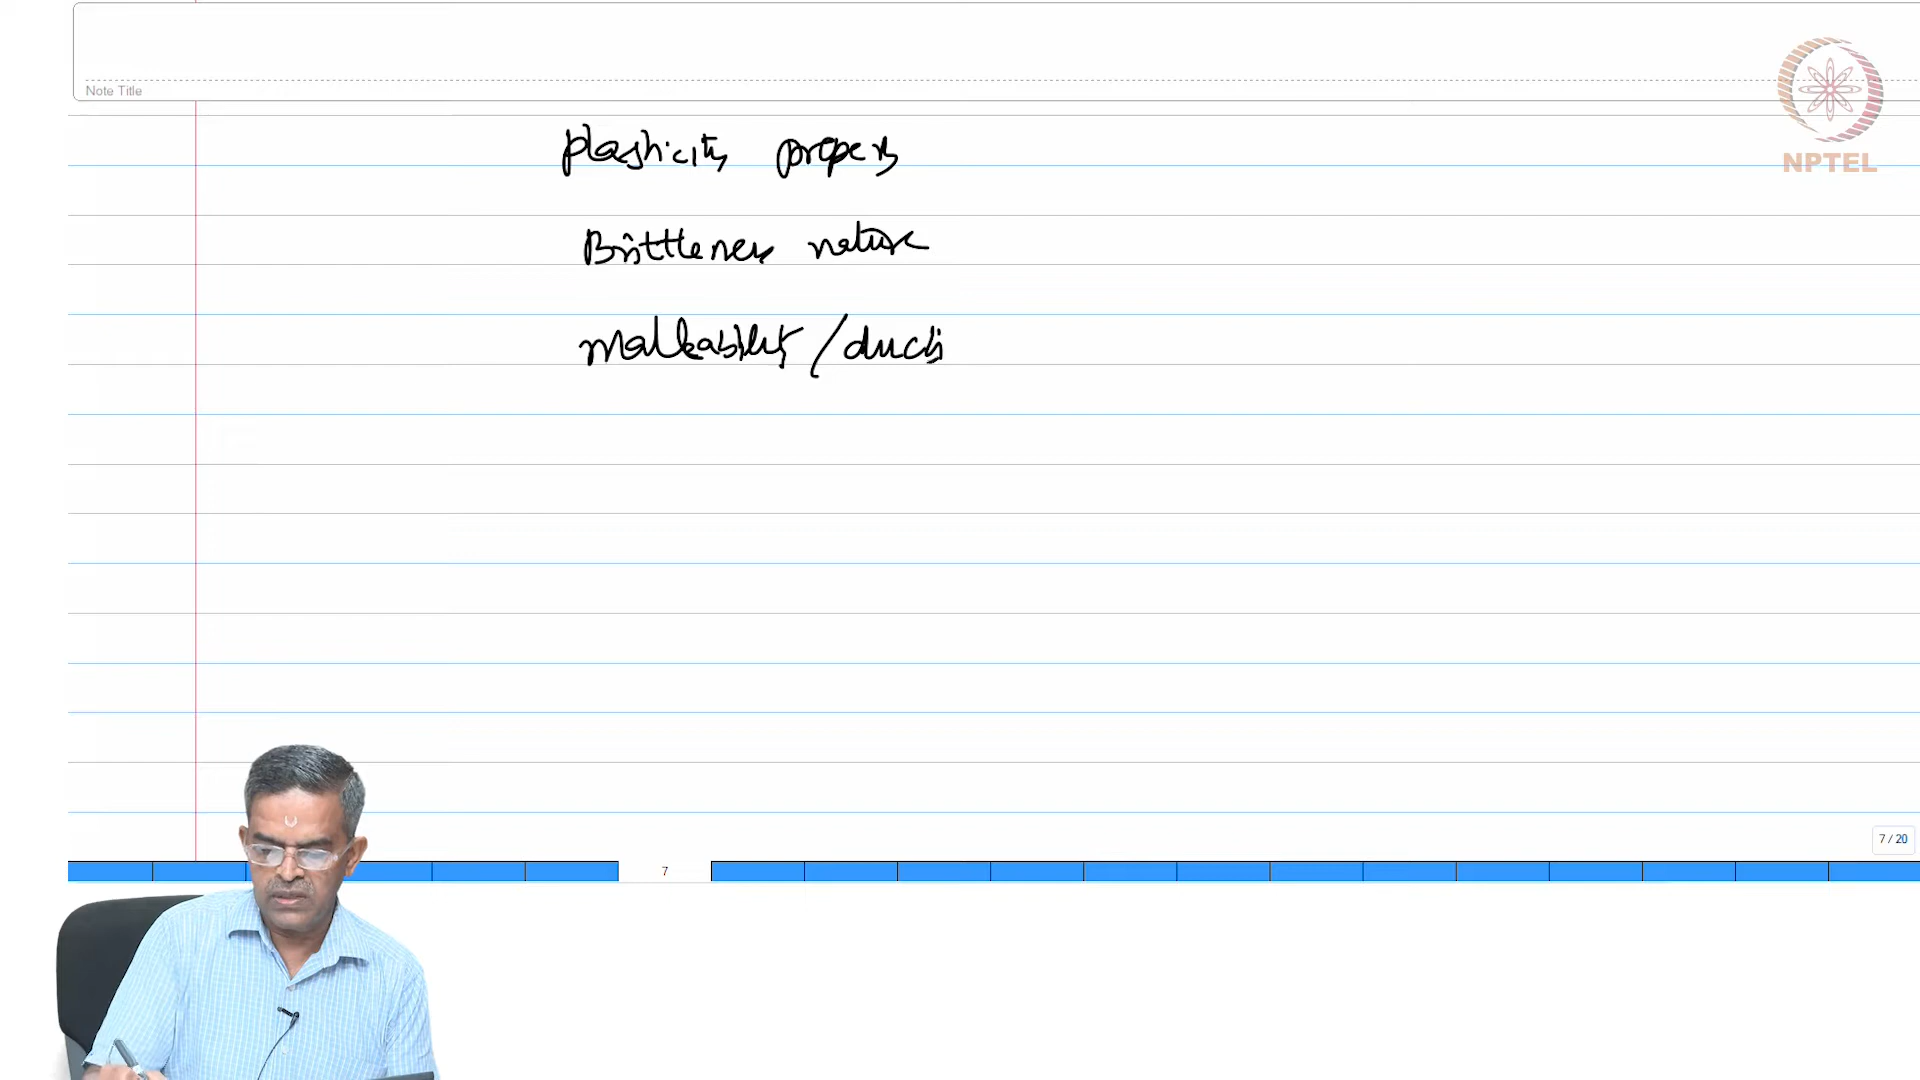 Note Title
NPTEL
plasticity property
Brittleness nature
malleability / ducti
7 / 20
7